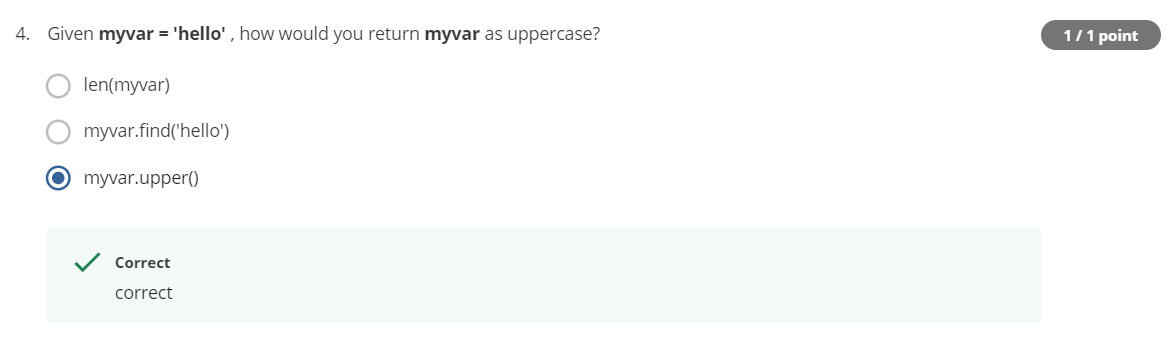 4. Given myvar = 'hello' , how would you return myvar as uppercase?
1 / 1 point
len(myvar)
myvar.find('hello')
myvar.upper()
Correct
correct